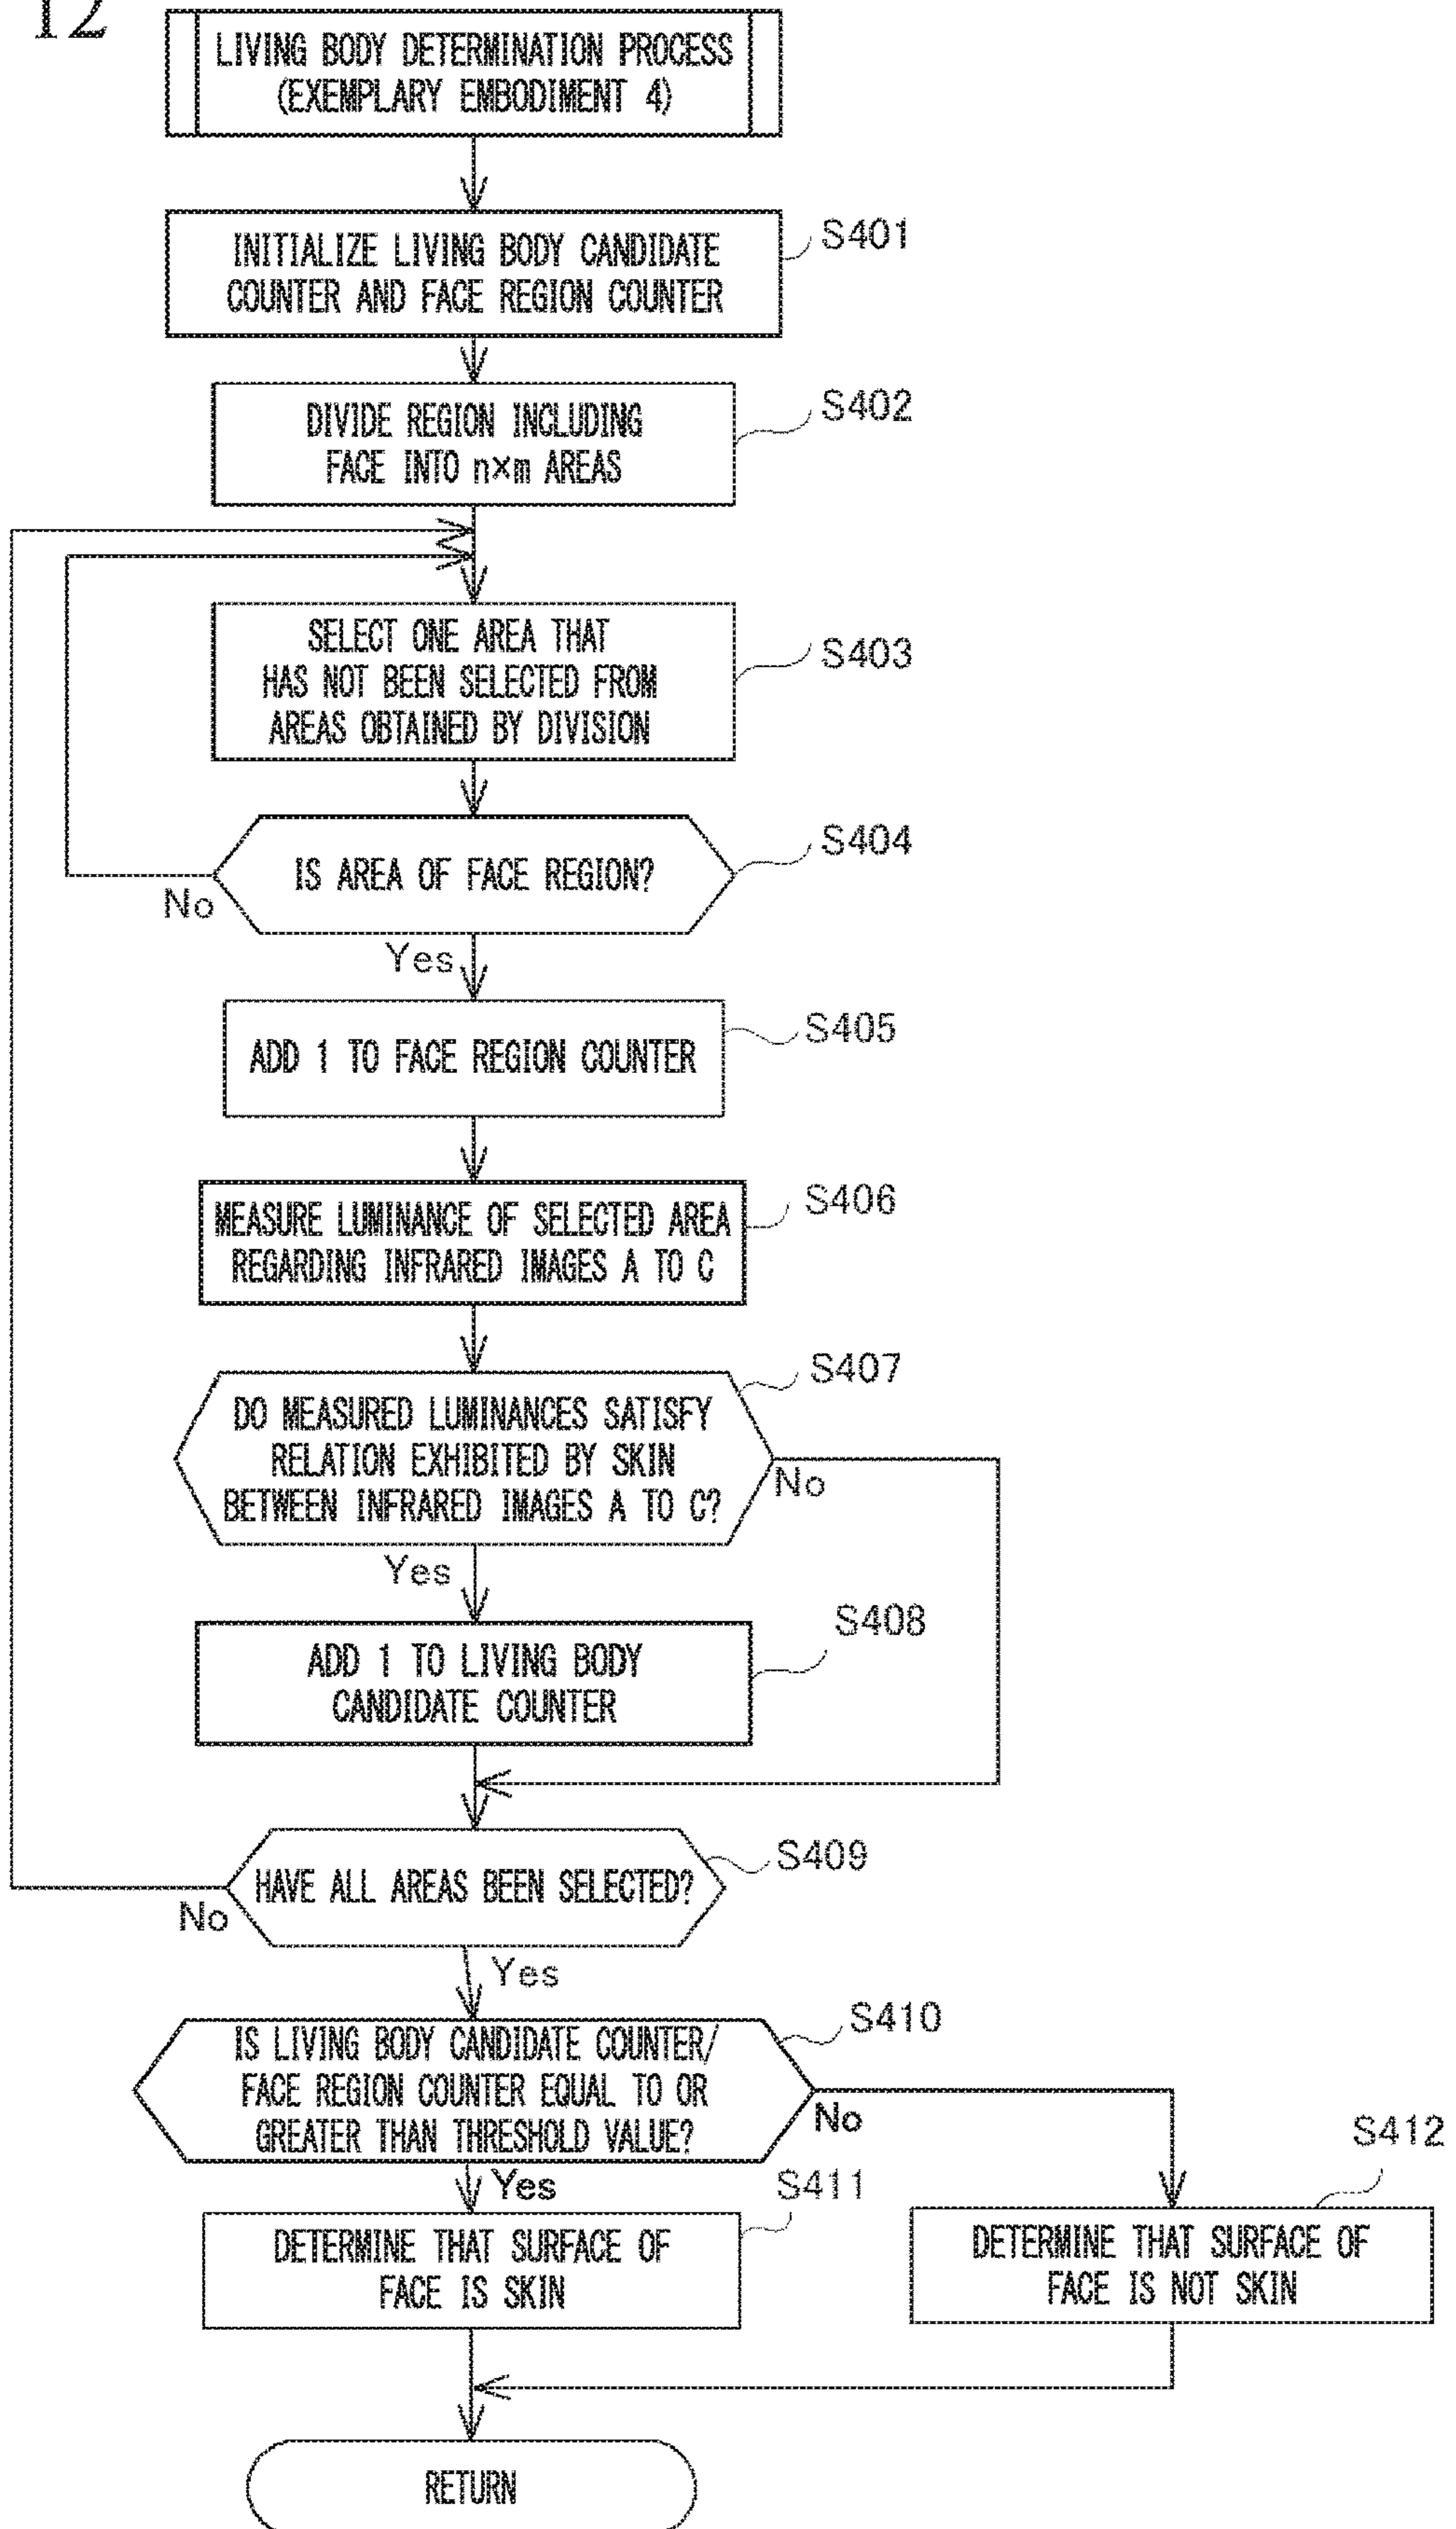 12
LIVING BODY DETERMINATION PROCESS
(EXEMPLARY EMBODIMENT 4)
INITIALIZE LIVING BODY CANDIDATE
COUNTER AND FACE REGION COUNTER
S401
DIVIDE REGION INCLUDING
FACE INTO n×m AREAS
S402
SELECT ONE AREA THAT
HAS NOT BEEN SELECTED FROM
AREAS OBTAINED BY DIVISION
S403
IS AREA OF FACE REGION?
S404
No
Yes
ADD 1 TO FACE REGION COUNTER
S405
MEASURE LUMINANCE OF SELECTED AREA
REGARDING INFRARED IMAGES A TO C
S406
DO MEASURED LUMINANCES SATISFY
RELATION EXHIBITED BY SKIN
BETWEEN INFRARED IMAGES A TO C?
S407
No
Yes
ADD 1 TO LIVING BODY
CANDIDATE COUNTER
S408
HAVE ALL AREAS BEEN SELECTED?
S409
No
Yes
IS LIVING BODY CANDIDATE COUNTER/
FACE REGION COUNTER EQUAL TO OR
GREATER THAN THRESHOLD VALUE?
S410
No
Yes
DETERMINE THAT SURFACE OF
FACE IS SKIN
S411
DETERMINE THAT SURFACE OF
FACE IS NOT SKIN
S412
RETURN